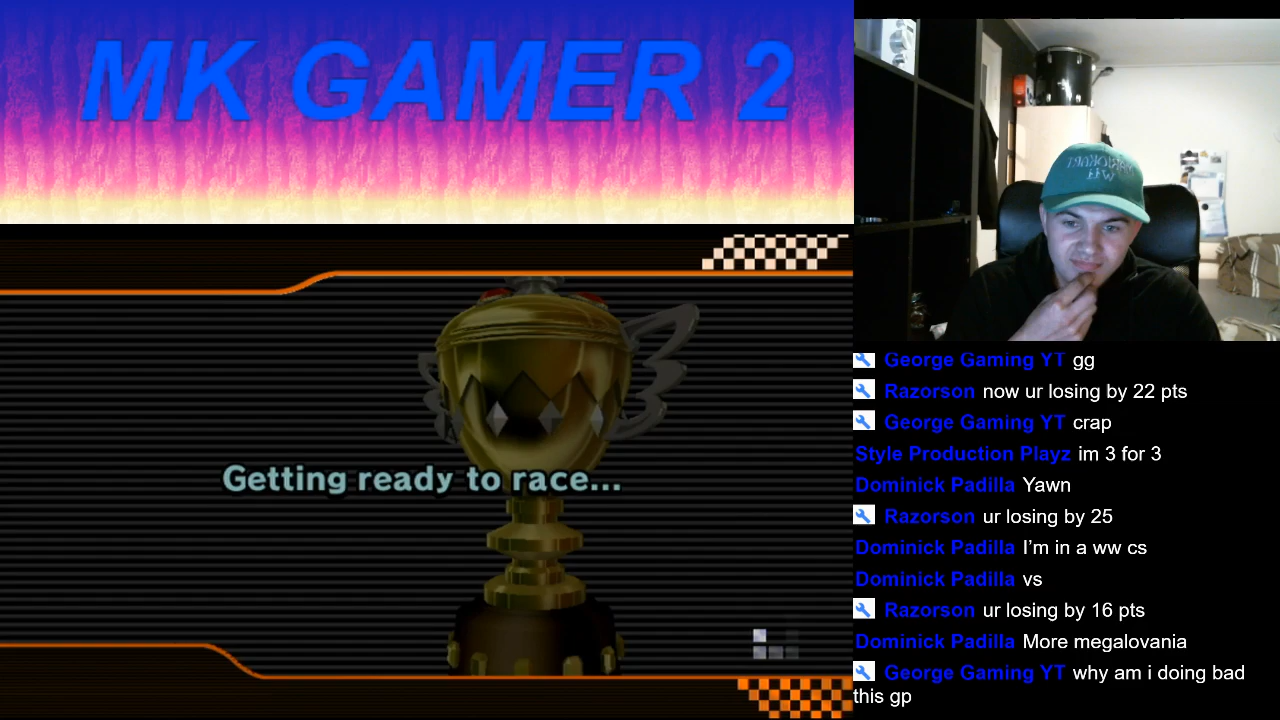 MK GAMER 2
Getting ready to race...
George Gaming YT gg
Razorson now ur losing by 22 pts
George Gaming YT crap
Style Production Playz im 3 for 3
Dominick Padilla Yawn
Razorson ur losing by 25
Dominick Padilla I’m in a ww cs
Dominick Padilla vs
Razorson ur losing by 16 pts
Dominick Padilla More megalovania
George Gaming YT why am i doing bad
this gp